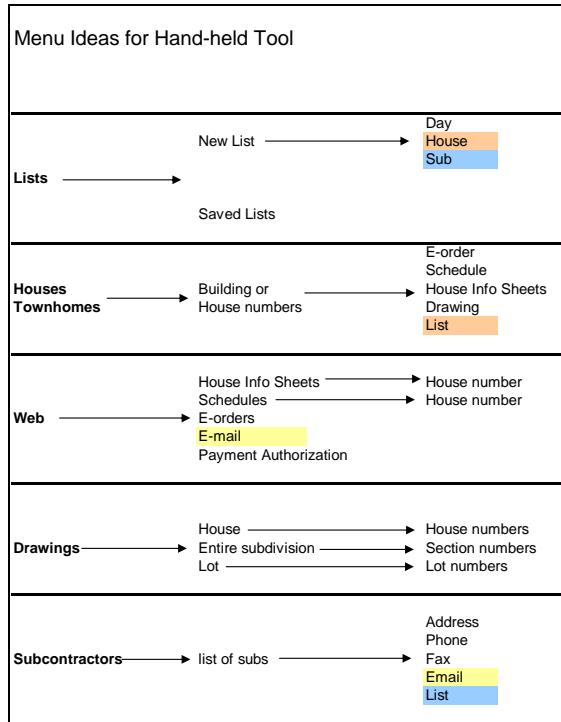 Menu Ideas for Hand-held Tool
Day
New List
House
Sub
Lists
Saved Lists
E-order
Schedule
Houses
Building or
House Info Sheets
Townhomes
House numbers
Drawing
List
House Info Sheets
House number
Schedules
House number
Web
E-orders
E-mail
Payment Authorization
House
House numbers
Drawings
Entire subdivision
Section numbers
Lot
Lot numbers
Address
Phone
Subcontractors
list of subs
Fax
Email
List